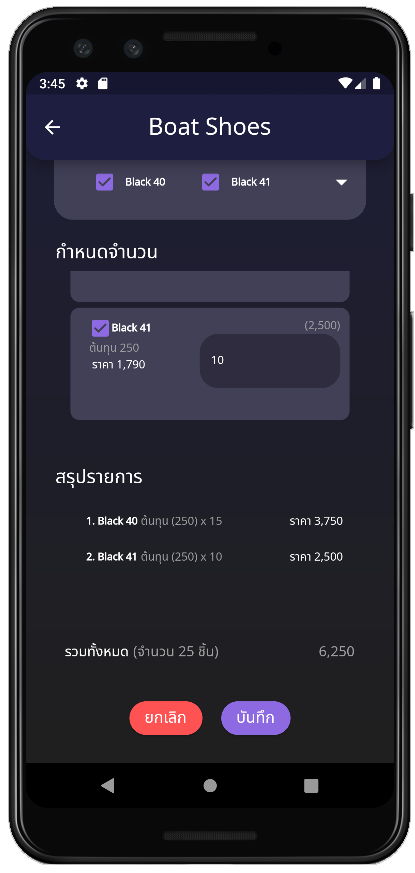 3:45
Boat Shoes
Black 40 Black 41
กำหนดจำนวน
Black 41 (2,500)
ต้นทุน 250
ราคา 1,790
10
สรุปรายการ
1. Black 40 ต้นทุน (250) x 15 ราคา 3,750
2. Black 41 ต้นทุน (250) x 10 ราคา 2,500
รวมทั้งหมด (จำนวน 25 ชิ้น) 6,250
ยกเลิก บันทึก